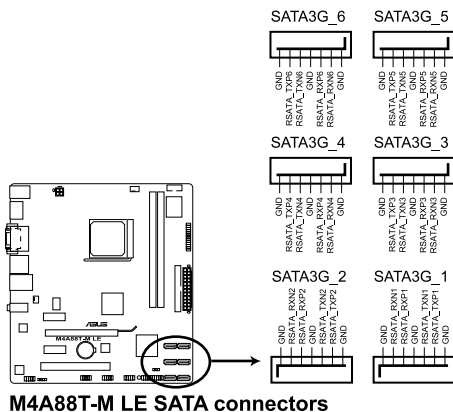 SATA3G_6
GND
RSATA_TXP6
RSATA_TXN6
GND
RSATA_RXP6
RSATA_RXN6
GND
SATA3G_5
GND
RSATA_TXP5
RSATA_TXN5
GND
RSATA_RXP5
RSATA_RXN5
GND
SATA3G_4
GND
RSATA_TXP4
RSATA_TXN4
GND
RSATA_RXP4
RSATA_RXN4
GND
SATA3G_3
GND
RSATA_TXP3
RSATA_TXN3
GND
RSATA_RXP3
RSATA_RXN3
GND
SATA3G_2
GND
RSATA_RXN2
RSATA_RXP2
GND
RSATA_TXN2
RSATA_TXP2
GND
SATA3G_1
GND
RSATA_RXN1
RSATA_RXP1
GND
RSATA_TXN1
RSATA_TXP1
GND
ASUS
M4A88T-M LE
M4A88T-M LE SATA connectors